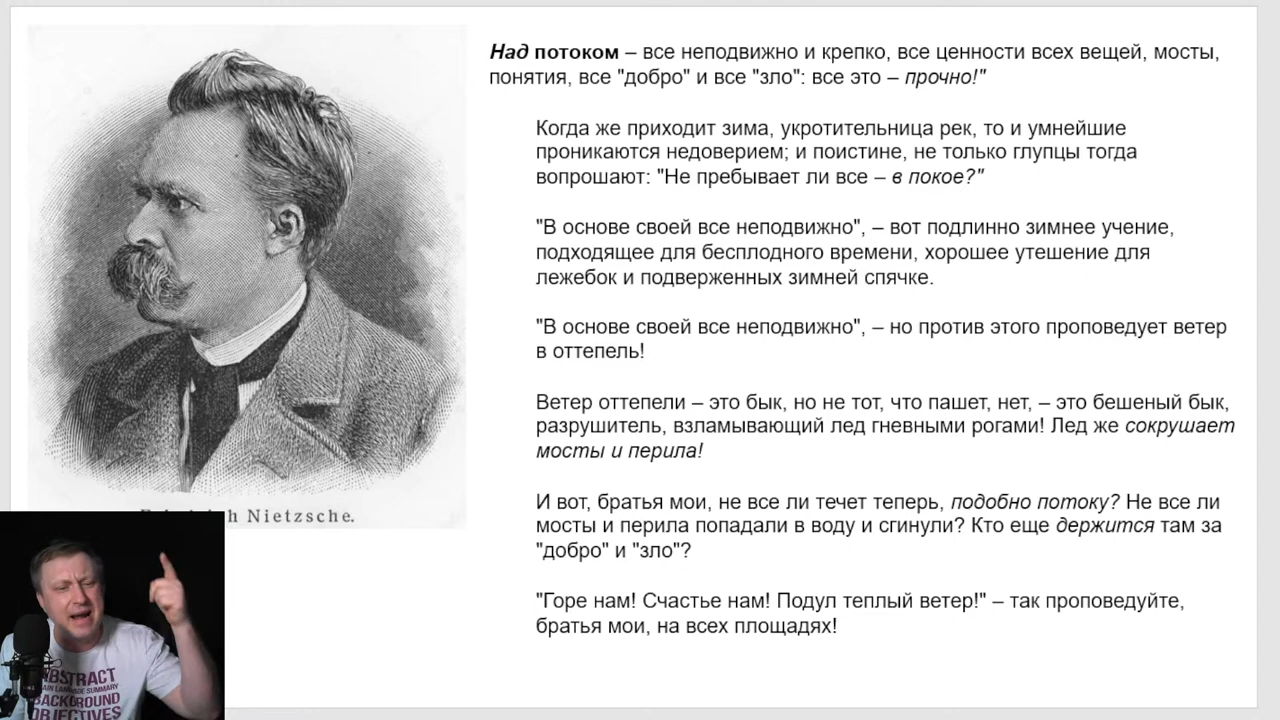 Над потоком – все неподвижно и крепко, все ценности всех вещей, мосты,
понятия, все "добро" и все "зло": все это – прочно!"
Когда же приходит зима, укротительница рек, то и умнейшие
проникаются недоверием; и поистине, не только глупцы тогда
вопрошают: "Не пребывает ли все – в покое?"
"В основе своей все неподвижно", – вот подлинно зимнее учение,
подходящее для бесплодного времени, хорошее утешение для
лежебок и подверженных зимней спячке.
"В основе своей все неподвижно", – но против этого проповедует ветер
в оттепель!
Ветер оттепели – это бык, но не тот, что пашет, нет, – это бешеный бык,
разрушитель, взламывающий лед гневными рогами! Лед же сокрушает
мосты и перила!
И вот, братья мои, не все ли течет теперь, подобно потоку? Не все ли
мосты и перила попадали в воду и сгинули? Кто еще держится там за
"добро" и "зло"?
"Горе нам! Счастье нам! Подул теплый ветер!" – так проповедуйте,
братья мои, на всех площадях!
h Nietzsche.
BSTRACT
SUMMARY
BACKGROUND
OBJECTIVES